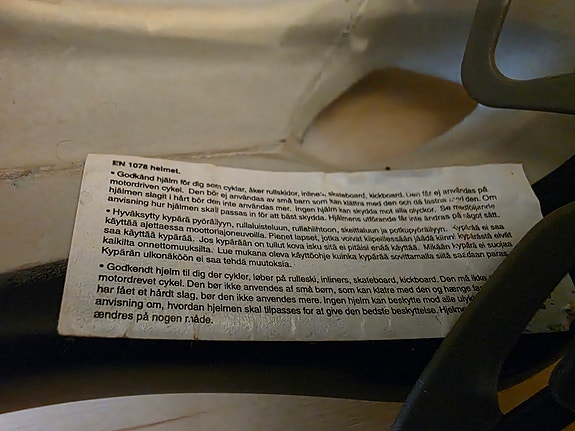 EN 1078 helmet.
• Godkänd hjälm för dig som cyklar, åker rullskidor, inlines, skateboard, kickboard. Den får ej användas på
motordriven cykel. Den bör ej användas av små barn som kan klättra med den och då fastna med den. Om
hjälmen slagit i hårt bör den inte användas mer. Ingen hjälm kan skydda mot alla olyckor. Se medföljande
anvisning hur hjälmen skall passas in för att bäst skydda. Hjälmens utförande får inte ändras på något sätt.
• Hyväksytty kypärä pyöräilyyn, rullaluisteluun, rullahiihtoon, skeittailuun ja potkupyöräilyyn. Kypärää ei saa
käyttää ajettaessa moottoriajoneuvolla. Pienet lapset, jotka voivat kiipeillessään jäädä kiinni kypärästä eivät
saa käyttää kypärää. Jos kypärään on tullut kova isku sitä ei pitäisi enää käyttää. Mikään kypärä ei suojaa
kaikilta onnettomuuksilta. Lue mukana oleva käyttöohje kuinka kypärää sovittamalla siitä saadaan paras
Kypärän ulkonäköön ei saa tehdä muutoksia.
• Godkendt hjelm til dig der cykler, løber på rulleski, inliners, skateboard, kickboard. Den må ikke
motordrevet cykel. Den bør ikke anvendes af små børn, som kan klatre med den og hænge
har fået et hårdt slag, bør den ikke anvendes mere. Ingen hjelm kan beskytte mod alle
anvisning om, hvordan hjelmen skal tilpasses for at give den bedste beskyttelse.
ændres på nogen måde.